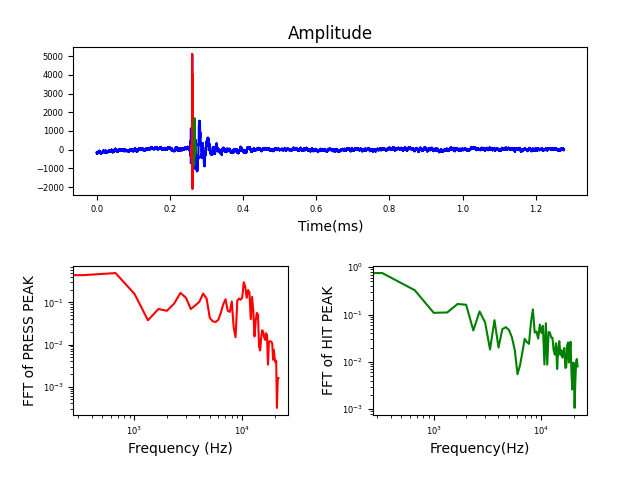 Amplitude
5000
4000
3000
2000
1000
0
−1000
−2000
0.0 0.2 0.4 0.6 0.8 1.0 1.2
Time(ms)
FFT of PRESS PEAK
10⁻¹
10⁻²
10⁻³
10³ 10⁴
Frequency (Hz)
FFT of HIT PEAK
10⁰
10⁻¹
10⁻²
10⁻³
10³ 10⁴
Frequency(Hz)